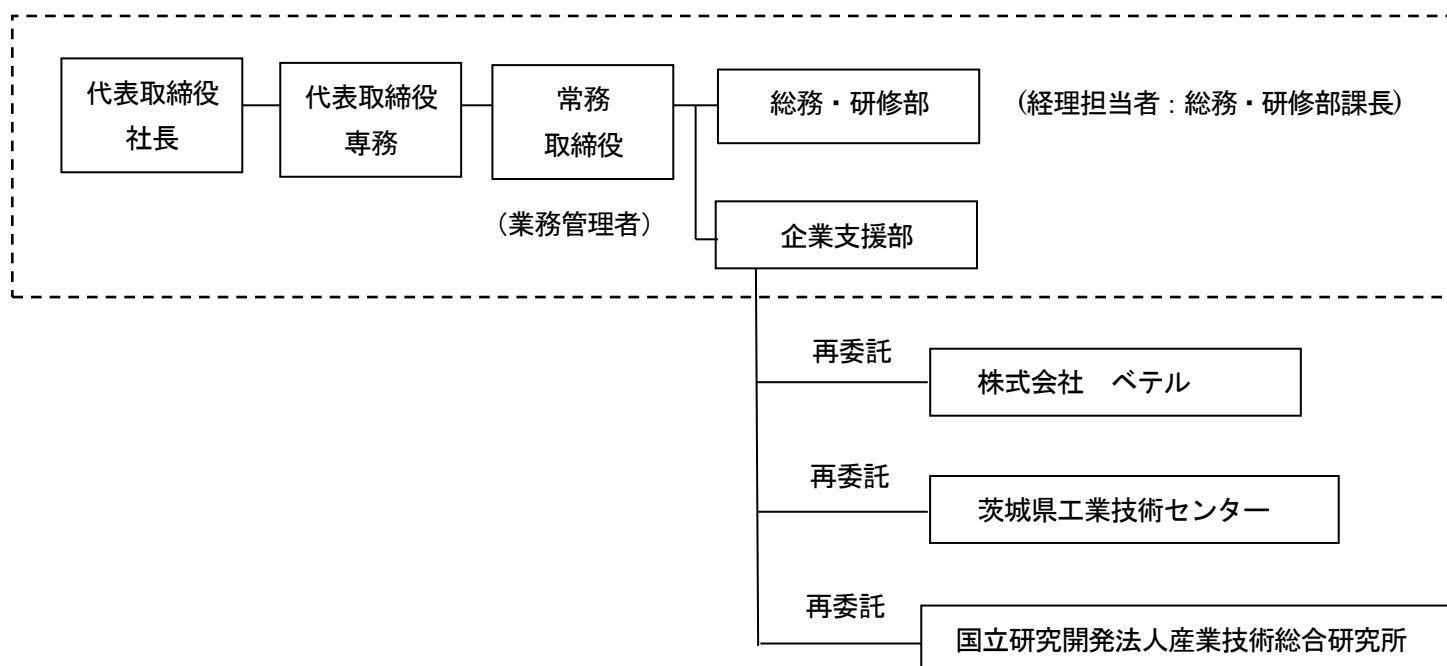 代表取締役
社長
代表取締役
専務
常務
取締役
総務・研修部
(経理担当者：総務・研修部課長)
（業務管理者）
企業支援部
再委託
株式会社　ベテル
再委託
茨城県工業技術センター
再委託
国立研究開発法人産業技術総合研究所